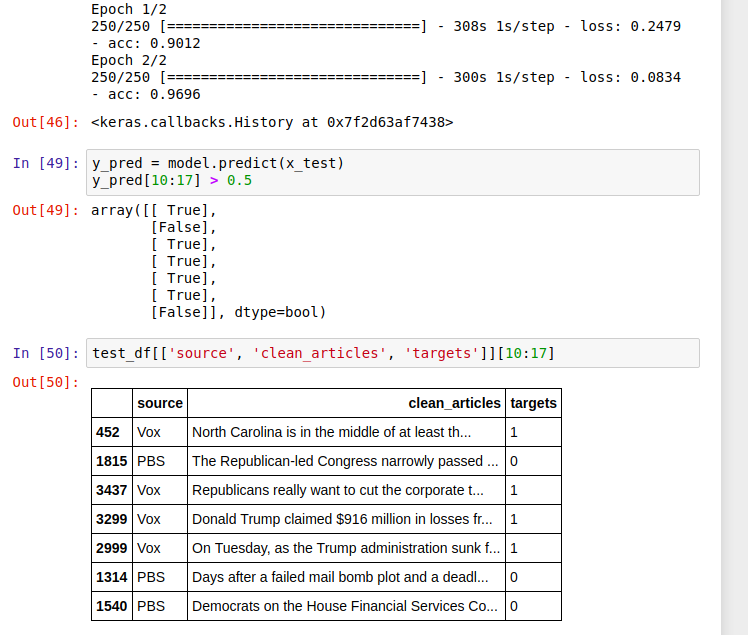 Epoch 1/2
250/250 [==============================] - 308s 1s/step - loss: 0.2479
- acc: 0.9012
Epoch 2/2
250/250 [==============================] - 300s 1s/step - loss: 0.0834
- acc: 0.9696
Out[46]: <keras.callbacks.History at 0x7f2d63af7438>
In [49]: y_pred = model.predict(x_test)
y_pred[10:17] > 0.5
Out[49]: array([[ True],
[False],
[ True],
[ True],
[ True],
[ True],
[False]], dtype=bool)
In [50]: test_df[['source', 'clean_articles', 'targets']][10:17]
Out[50]:
source clean_articles targets
452 Vox North Carolina is in the middle of at least th... 1
1815 PBS The Republican-led Congress narrowly passed ... 0
3437 Vox Republicans really want to cut the corporate t... 1
3299 Vox Donald Trump claimed $916 million in losses fr... 1
2999 Vox On Tuesday, as the Trump administration sunk f... 1
1314 PBS Days after a failed mail bomb plot and a deadl... 0
1540 PBS Democrats on the House Financial Services Co... 0